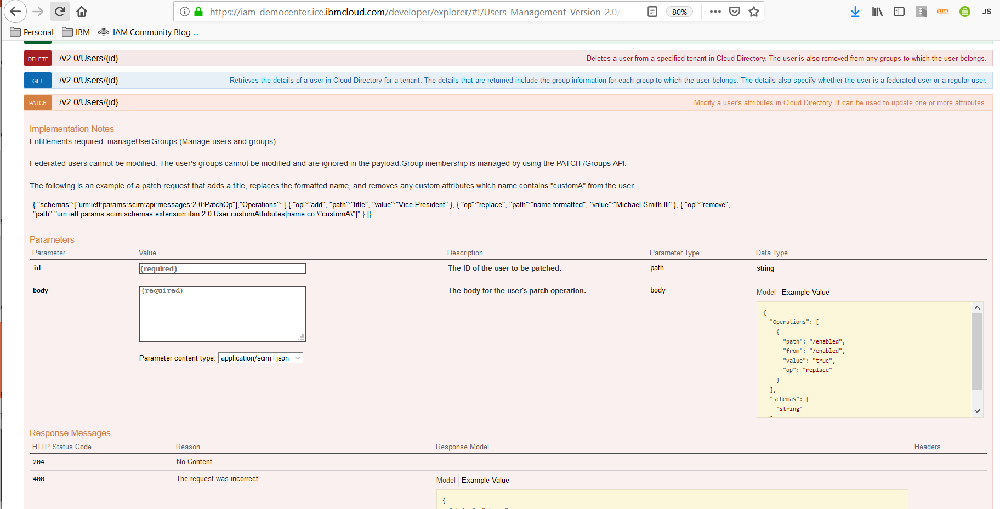 https://iam-democenter.ice.ibmcloud.com/developer/explorer/#!/Users_Management_Version_2.0/
80%
SAML
JS
Personal
IBM
IAM Community Blog ...
DELETE /v2.0/Users/{id} Deletes a user from a specified tenant in Cloud Directory. The user is also removed from any groups to which the user belongs.
GET /v2.0/Users/{id} Retrieves the details of a user in Cloud Directory for a tenant. The details that are returned include the group information for each group to which the user belongs. The details also specify whether the user is a federated user or a regular user.
PATCH /v2.0/Users/{id} Modify a user's attributes in Cloud Directory. It can be used to update one or more attributes.
Implementation Notes
Entitlements required: manageUserGroups (Manage users and groups).
Federated users cannot be modified. The user's groups cannot be modified and are ignored in the payload.Group membership is managed by using the PATCH /Groups API.
The following is an example of a patch request that adds a title, replaces the formatted name, and removes any custom attributes which name contains "customA" from the user.
{ "schemas":["urn:ietf:params:scim:api:messages:2.0:PatchOp"],"Operations": [ { "op":"add", "path":"title", "value":"Vice President" }, { "op":"replace", "path":"name.formatted", "value":"Michael Smith III" }, { "op":"remove",
"path":"urn:ietf:params:scim:schemas:extension:ibm:2.0:User:customAttributes[name co \"customA\"]" } ]}
Parameters
Parameter Value Description Parameter Type Data Type
id (required) The ID of the user to be patched. path string
body (required) The body for the user's patch operation. body Model Example Value
{
"Operations": [
{
"path": "/enabled",
"from": "/enabled",
"value": "true",
"op": "replace"
}
],
"schemas": [
"string"
Parameter content type: application/scim+json
Response Messages
HTTP Status Code Reason Response Model Headers
204 No Content.
400 The request was incorrect. Model Example Value
{